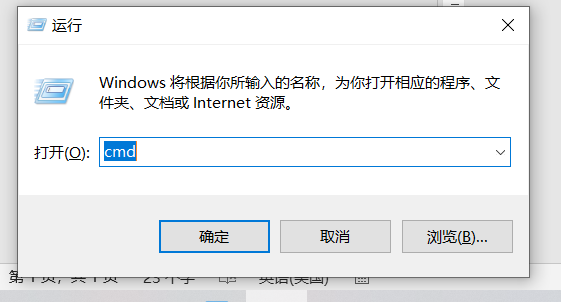 运行
Windows 将根据你所输入的名称，为你打开相应的程序、文
件夹、文档或 Internet 资源。
打开(O):
cmd
确定
取消
浏览(B)...